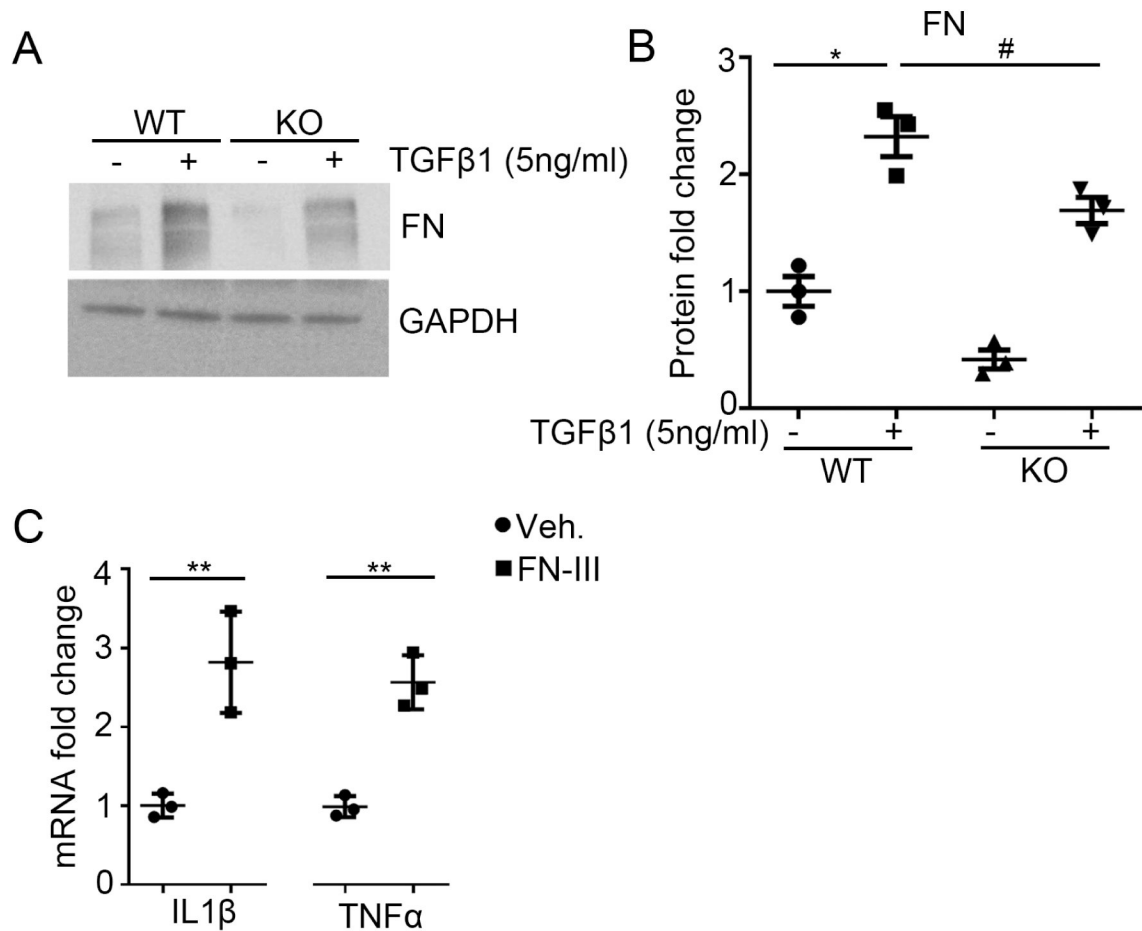 A
WT KO
- + - + TGFβ1 (5ng/ml)
FN
GAPDH
B
FN
* #
3
2
1
0
Protein fold change
TGFβ1 (5ng/ml) - + - +
WT KO
C
Veh.
FN-III
** **
4
3
2
1
0
mRNA fold change
IL1β TNFα